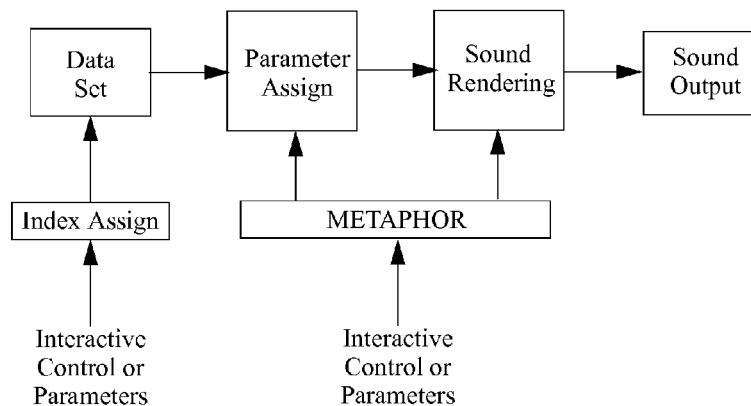 Data
Set
Parameter
Assign
Sound
Rendering
Sound
Output
Index Assign
METAPHOR
Interactive
Control or
Parameters
Interactive
Control or
Parameters